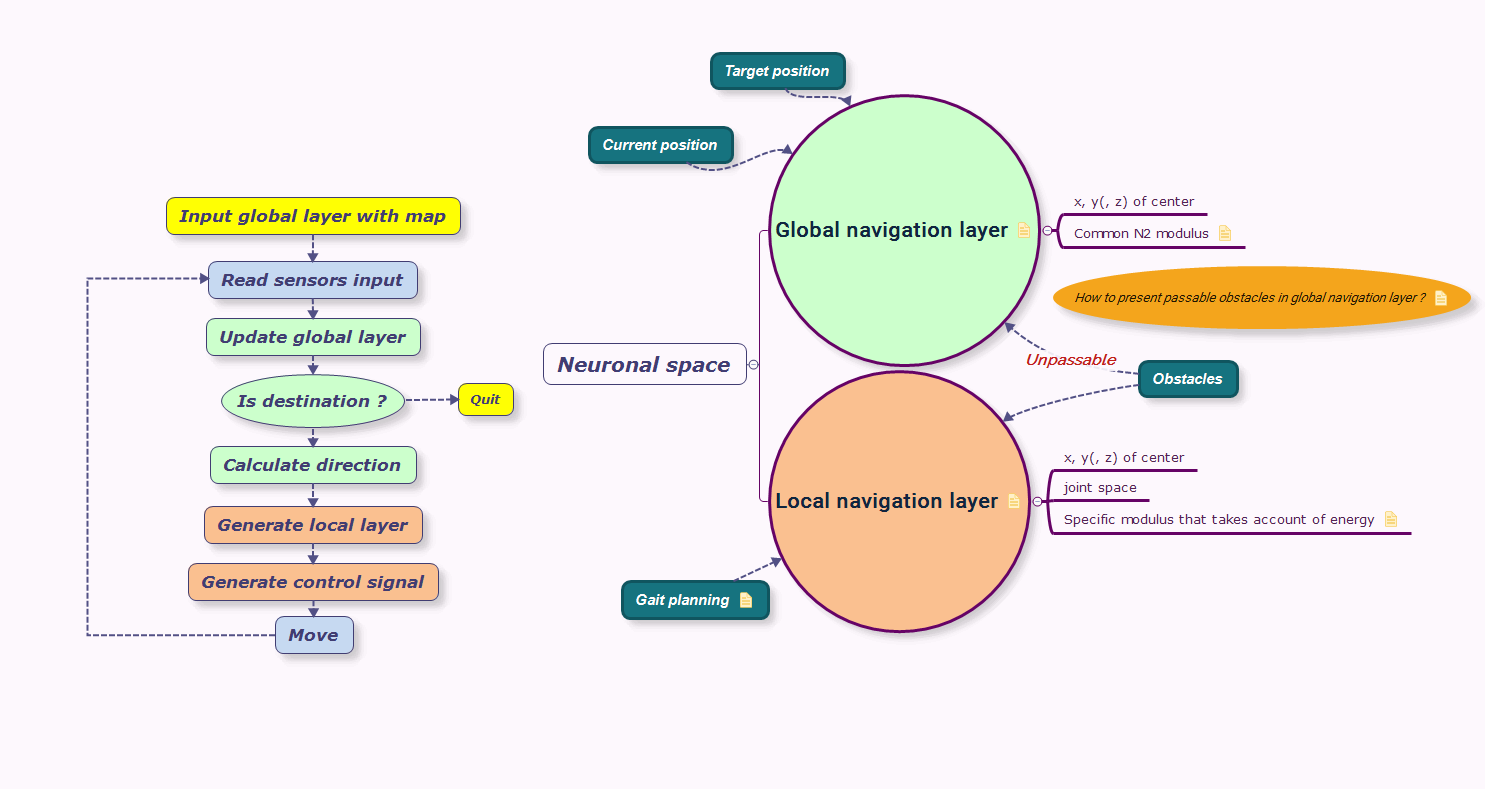 Input global layer with map
Read sensors input
Update global layer
Is destination ?
Quit
Calculate direction
Generate local layer
Generate control signal
Move
Neuronal space
Target position
Current position
Global navigation layer
x, y(, z) of center
Common N2 modulus
How to present passable obstacles in global navigation layer ?
Unpassable
Obstacles
Local navigation layer
x, y(, z) of center
joint space
Specific modulus that takes account of energy
Gait planning